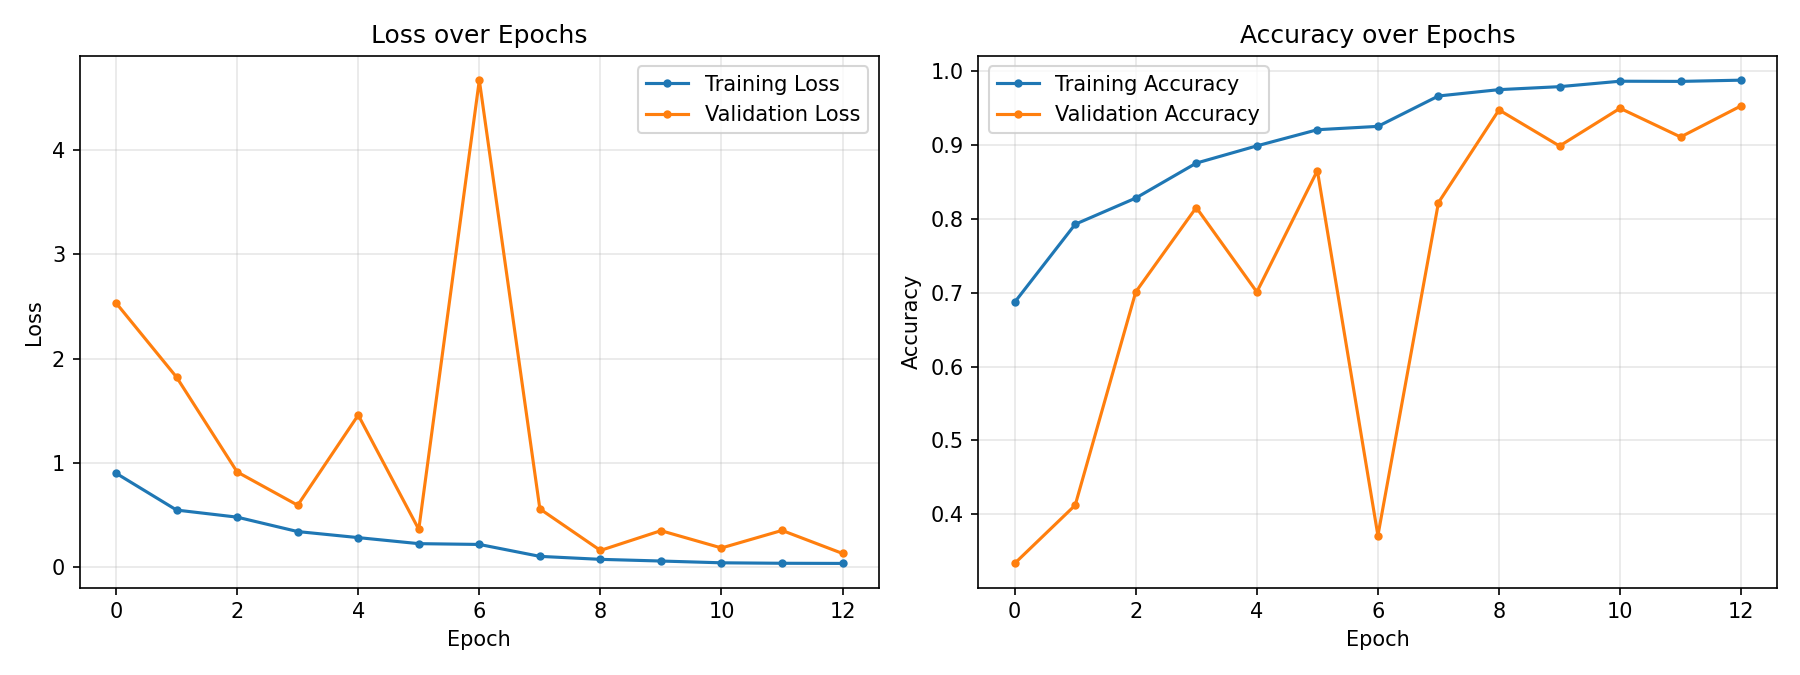 Loss over Epochs
Training Loss
Validation Loss
4
3
2
1
0
Loss
0 2 4 6 8 10 12
Epoch
Accuracy over Epochs
Training Accuracy
Validation Accuracy
1.0
0.9
0.8
0.7
0.6
0.5
0.4
Accuracy
0 2 4 6 8 10 12
Epoch